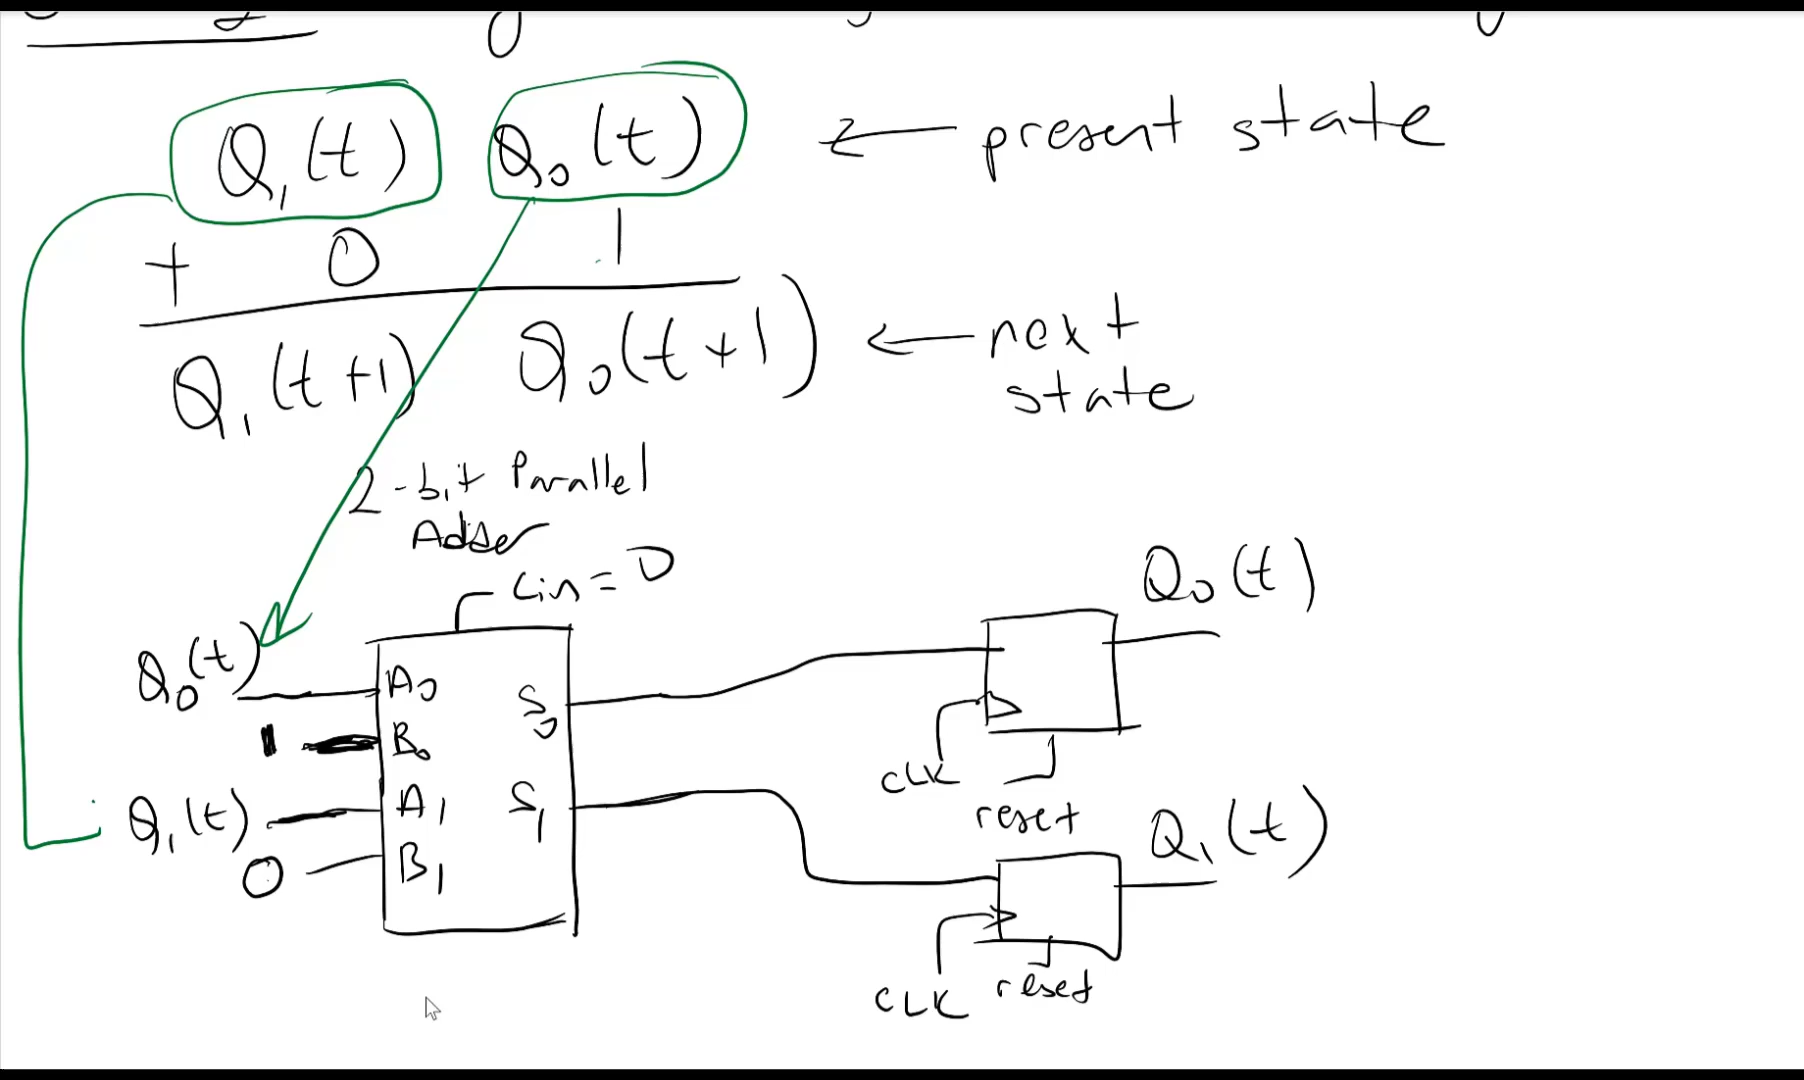 Q₁(t) Q₀(t) ← present state
+ 0 1
Q₁(t+1) Q₀(t+1) ← next
state
2-bit Parallel
Adder
Cin = 0
Q₀(t)
Q₀(t) A₀ S₀
1 B₀
CLK
reset
Q₁(t) A₁ S₁
Q₁(t)
0 B₁
CLK reset